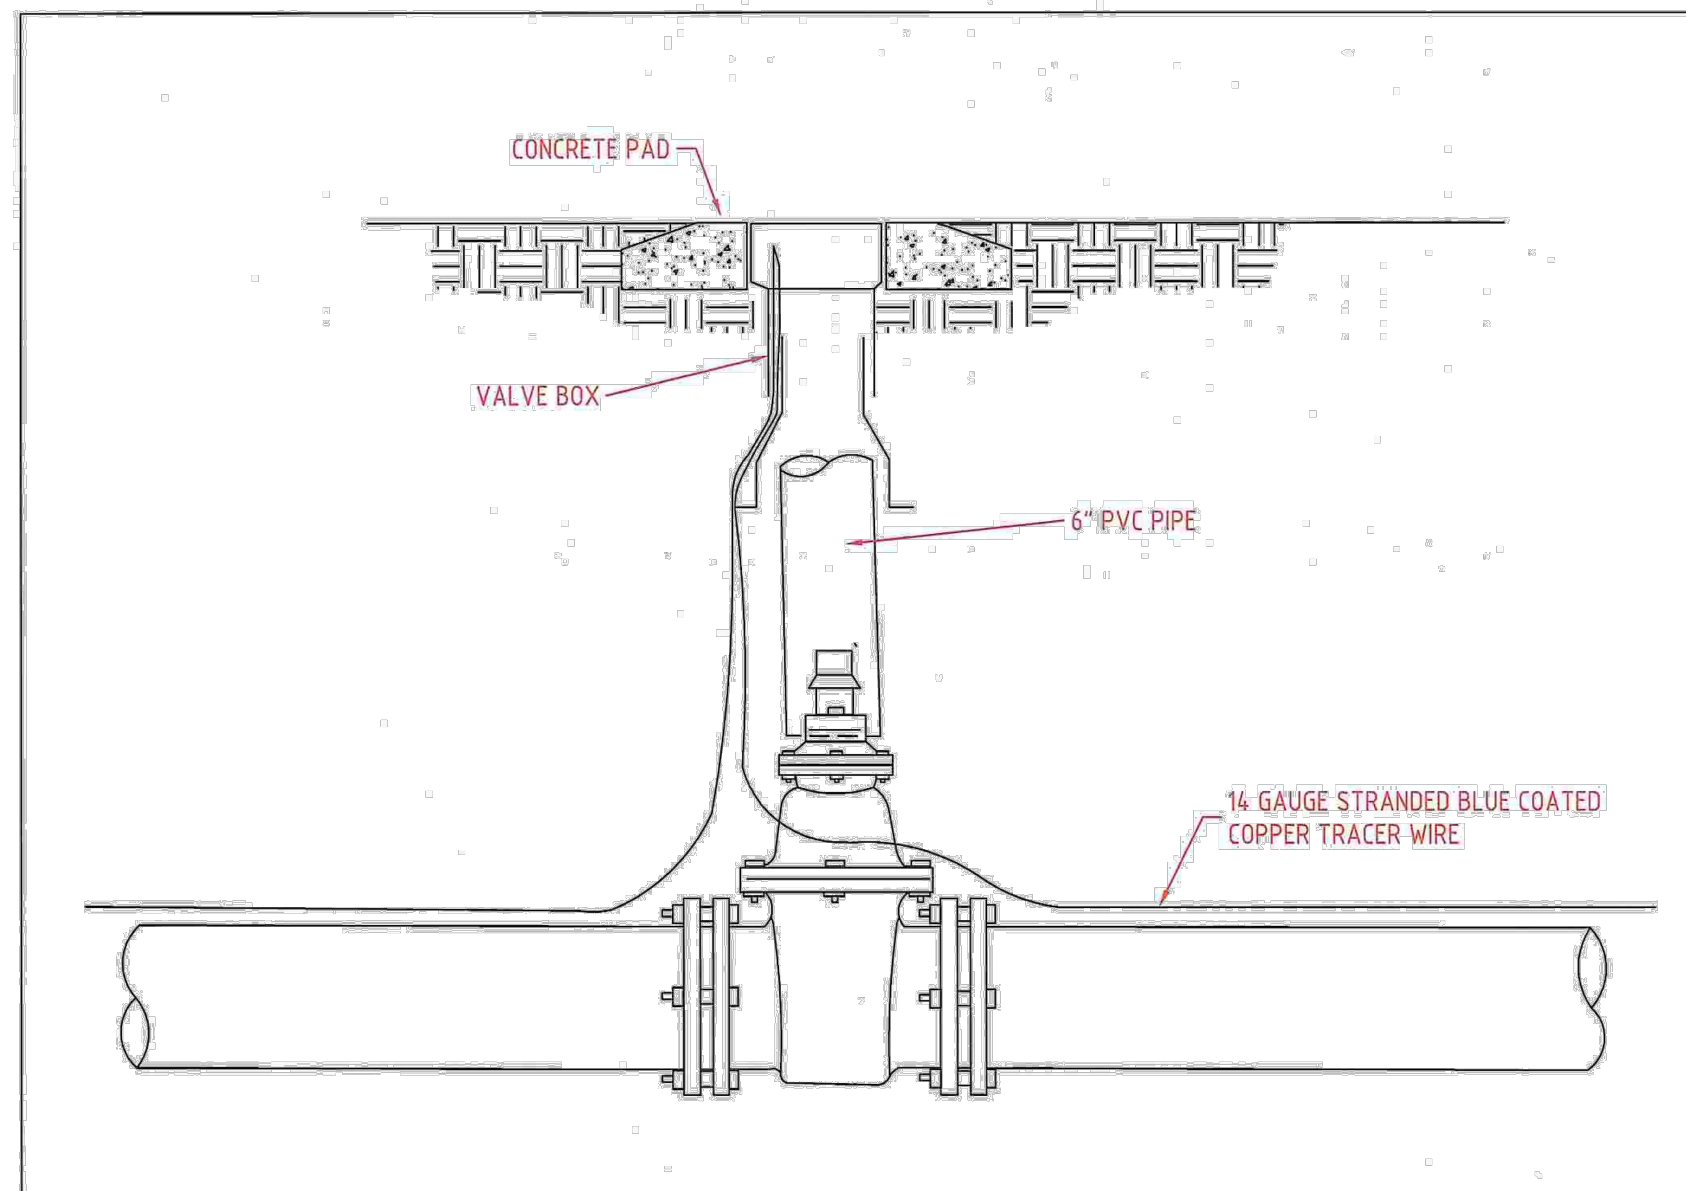 CONCRETE PAD
VALVE BOX
6" PVC PIPE
14 GAUGE STRANDED BLUE COATED
COPPER TRACER WIRE